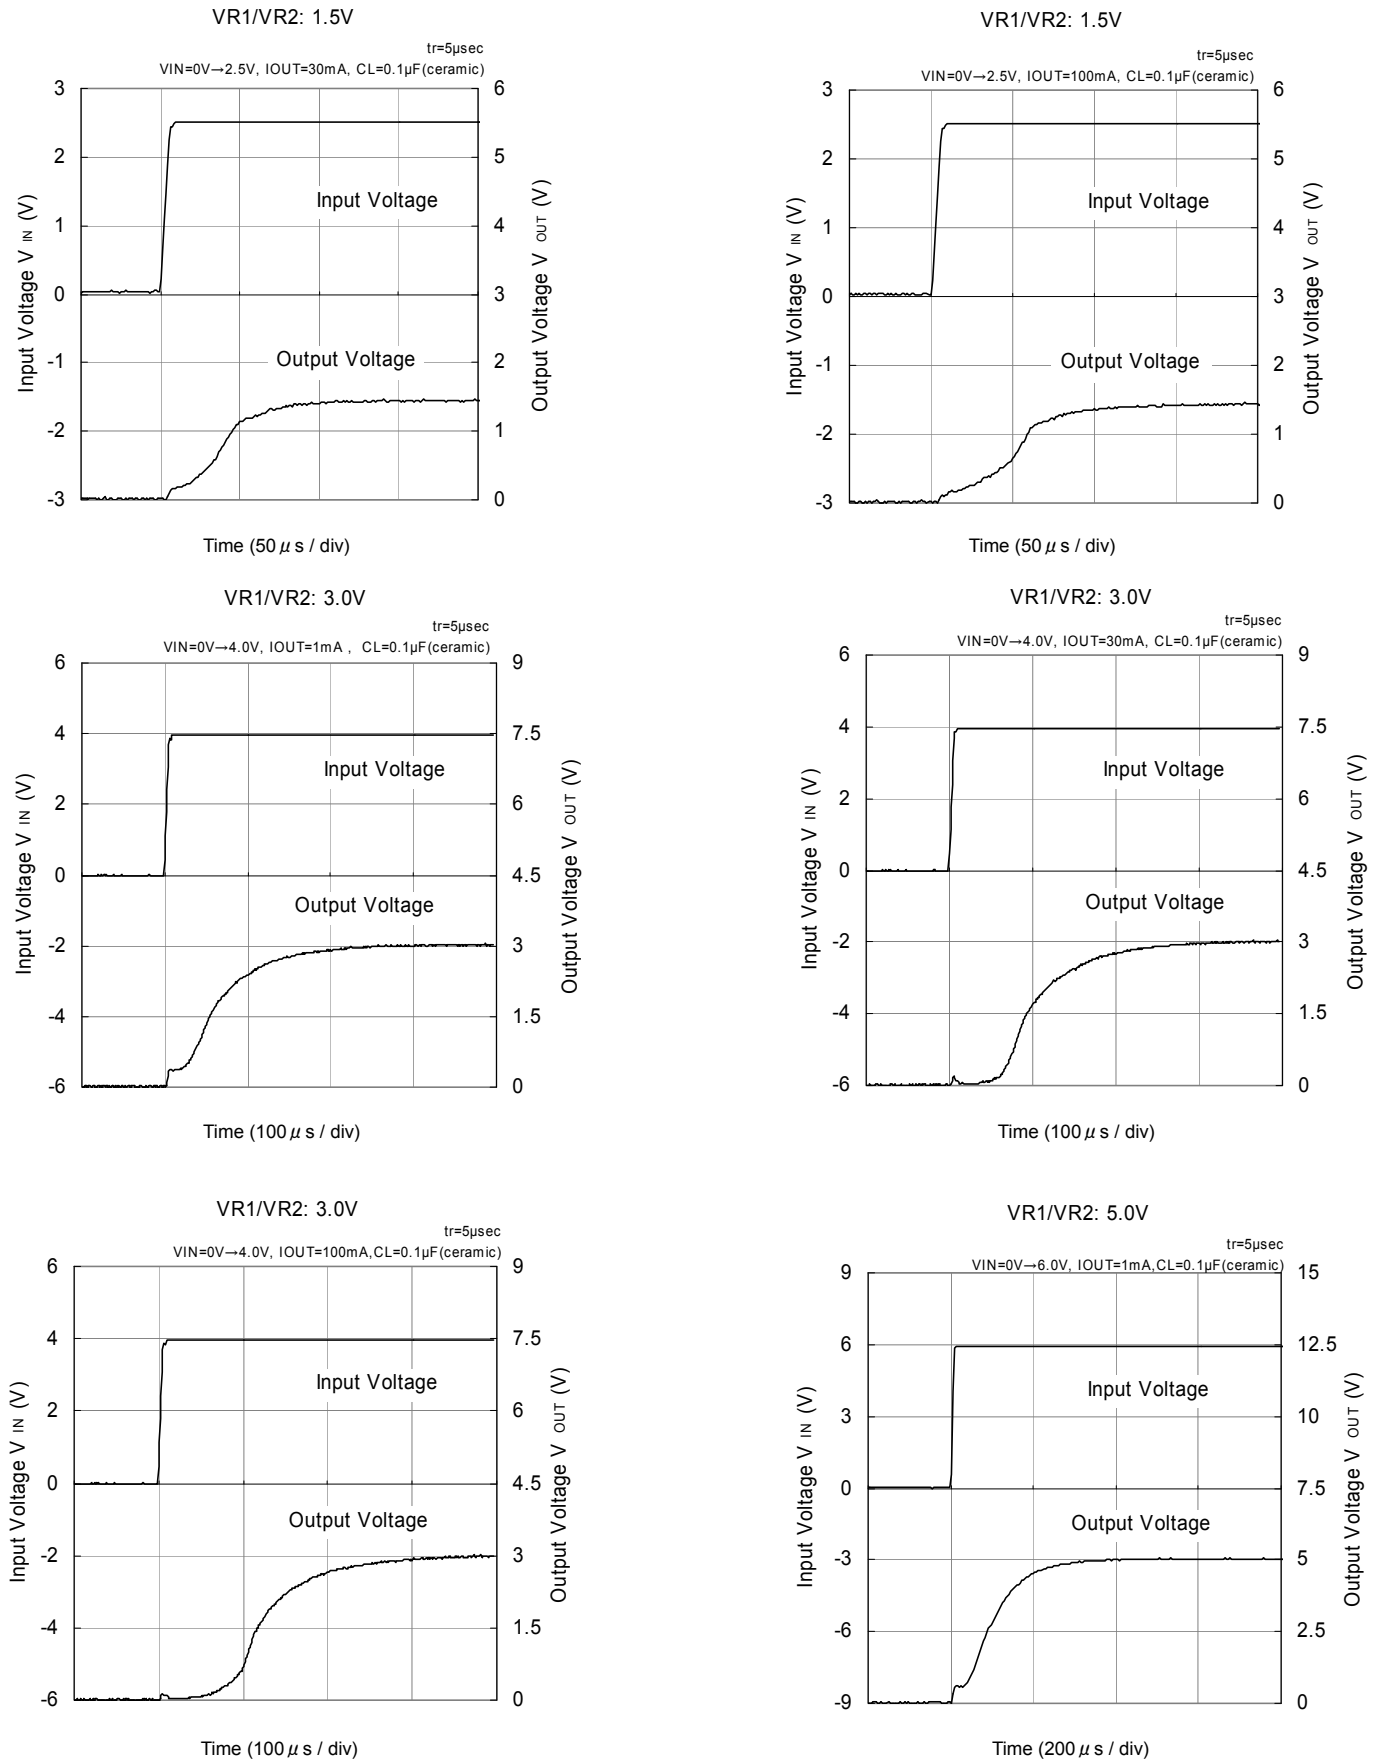 VR1/VR2: 1.5V
tr=5µsec
VIN=0V→2.5V, IOUT=30mA, CL=0.1µF(ceramic)
3
2
1
0
-1
-2
-3
6
5
4
3
2
1
0
Input Voltage V IN (V)
Output Voltage V OUT (V)
Input Voltage
Output Voltage
Time (50 µ s / div)
VR1/VR2: 1.5V
tr=5µsec
VIN=0V→2.5V, IOUT=100mA, CL=0.1µF(ceramic)
3
2
1
0
-1
-2
-3
6
5
4
3
2
1
0
Input Voltage V IN (V)
Output Voltage V OUT (V)
Input Voltage
Output Voltage
Time (50 µ s / div)
VR1/VR2: 3.0V
tr=5µsec
VIN=0V→4.0V, IOUT=1mA , CL=0.1µF(ceramic)
6
4
2
0
-2
-4
-6
9
7.5
6
4.5
3
1.5
0
Input Voltage V IN (V)
Output Voltage V OUT (V)
Input Voltage
Output Voltage
Time (100 µ s / div)
VR1/VR2: 3.0V
tr=5µsec
VIN=0V→4.0V, IOUT=30mA, CL=0.1µF(ceramic)
6
4
2
0
-2
-4
-6
9
7.5
6
4.5
3
1.5
0
Input Voltage V IN (V)
Output Voltage V OUT (V)
Input Voltage
Output Voltage
Time (100 µ s / div)
VR1/VR2: 3.0V
tr=5µsec
VIN=0V→4.0V, IOUT=100mA,CL=0.1µF(ceramic)
6
4
2
0
-2
-4
-6
9
7.5
6
4.5
3
1.5
0
Input Voltage V IN (V)
Output Voltage V OUT (V)
Input Voltage
Output Voltage
Time (100 µ s / div)
VR1/VR2: 5.0V
tr=5µsec
VIN=0V→6.0V, IOUT=1mA,CL=0.1µF(ceramic)
9
6
3
0
-3
-6
-9
15
12.5
10
7.5
5
2.5
0
Input Voltage V IN (V)
Output Voltage V OUT (V)
Input Voltage
Output Voltage
Time (200 µ s / div)